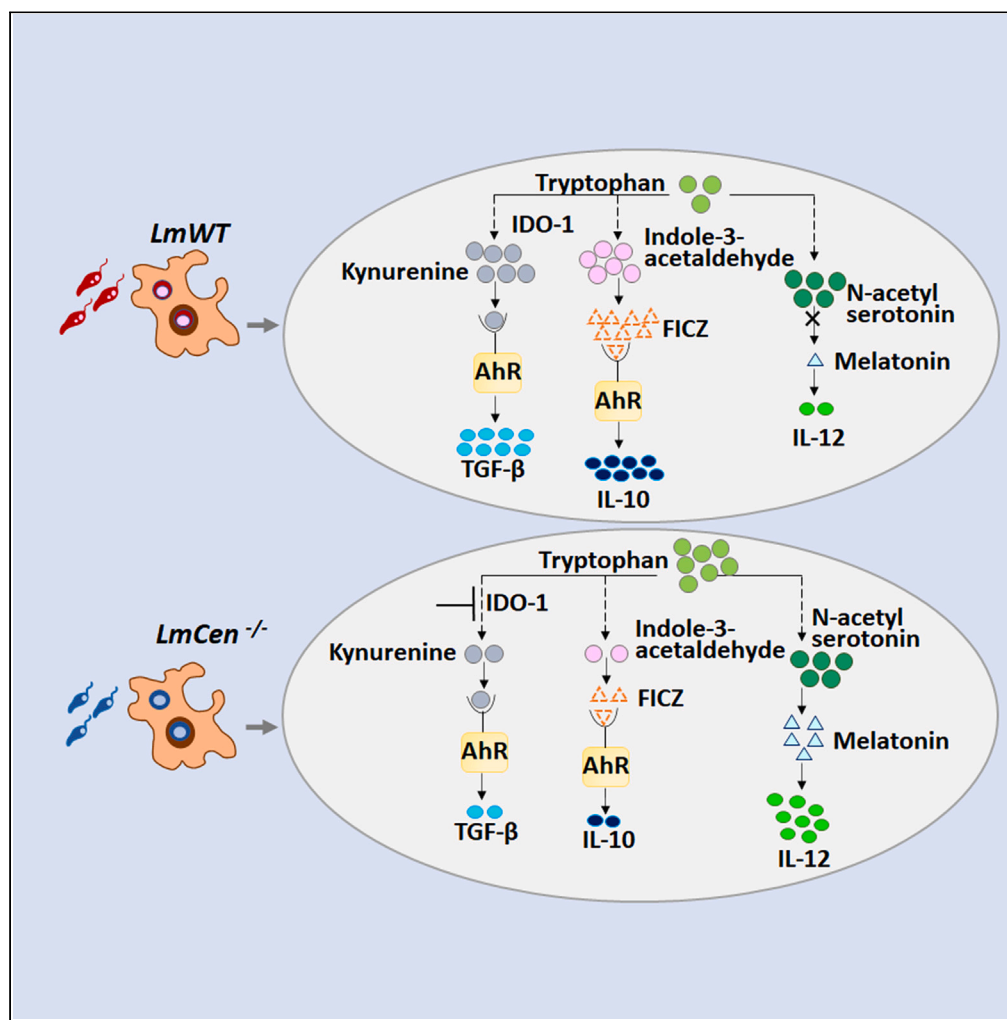 Tryptophan
LmWT
IDO-1
Indole-3-
acetaldehyde
Kynurenine
N-acetyl
serotonin
FICZ
Melatonin
AhR
AhR
IL-12
TGF-β
IL-10
Tryptophan
LmCen -/-
IDO-1
N-acetyl
serotonin
Indole-3-
acetaldehyde
Kynurenine
FICZ
Melatonin
AhR
AhR
TGF-β
IL-10
IL-12